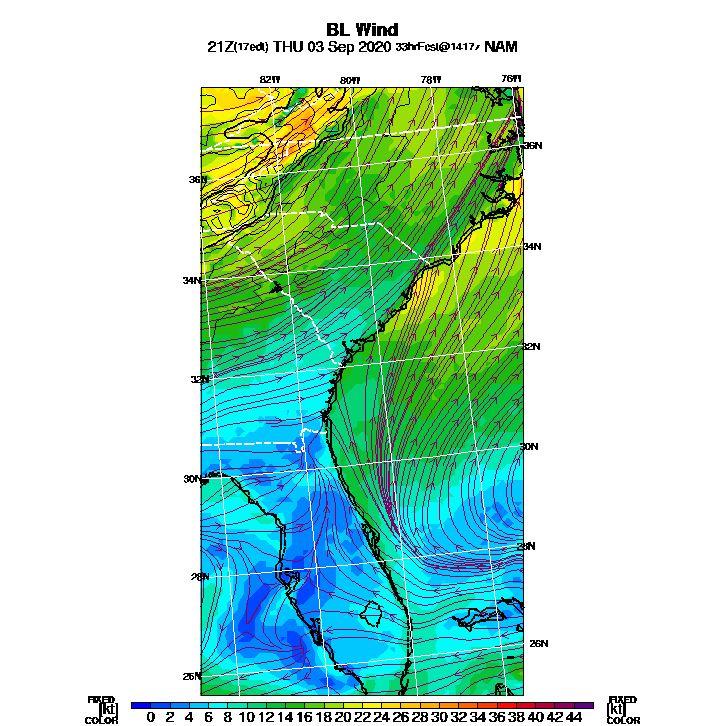 BL Wind
21Z(17edt) THU 03 Sep 2020 33hrFcst@1417z NAM
82W 80W 78W 76W
36N
36N
34N
34N
32N
32N
30N
30N
28N
28N
26N
26N
FIXED FIXED
[kt] 0 2 4 6 8 10 12 14 16 18 20 22 24 26 28 30 32 34 36 38 40 42 44 [kt]
COLOR COLOR